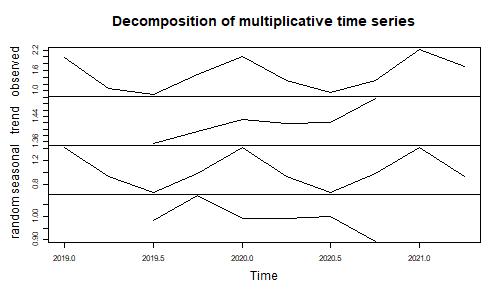 Decomposition of multiplicative time series
observed
1.0 1.6 2.2
trend
1.36 1.44
seasonal
0.8 1.2
random
0.90 1.00
2019.0 2019.5 2020.0 2020.5 2021.0
Time